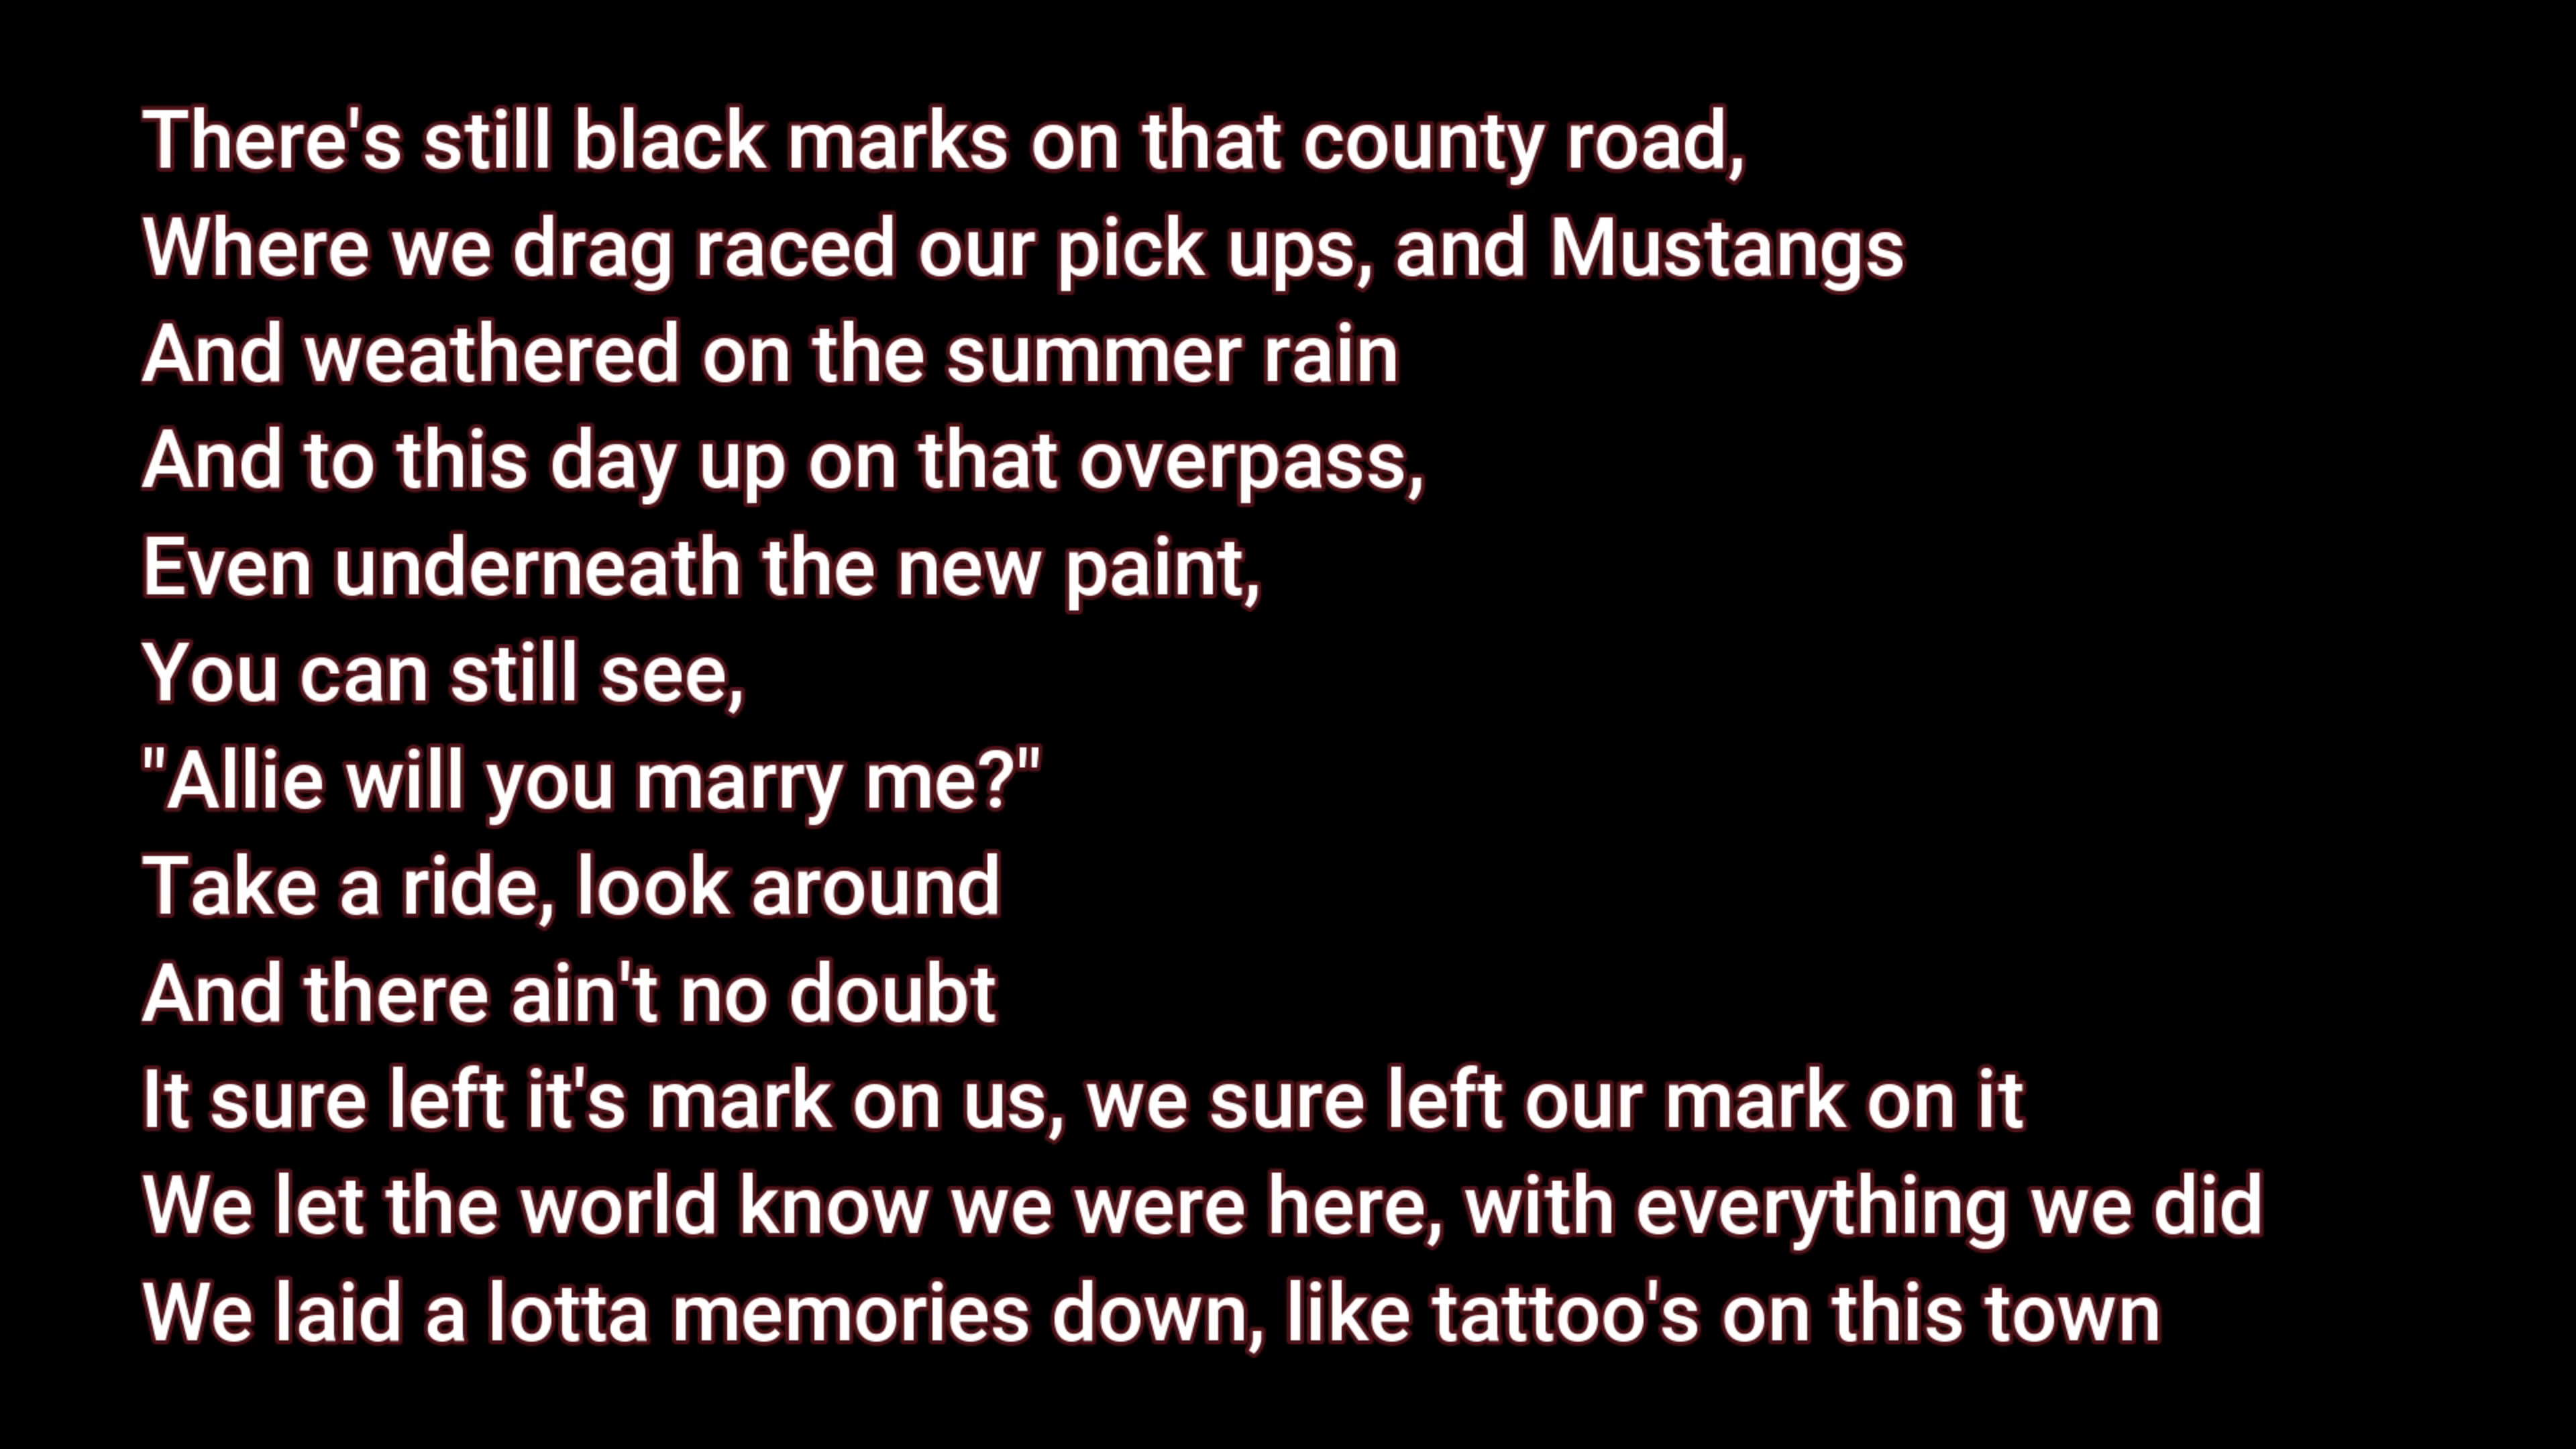 There's still black marks on that county road,
Where we drag raced our pick ups, and Mustangs
And weathered on the summer rain
And to this day up on that overpass,
Even underneath the new paint,
You can still see,
"Allie will you marry me?"
Take a ride, look around
And there ain't no doubt
It sure left it's mark on us, we sure left our mark on it
We let the world know we were here, with everything we did
We laid a lotta memories down, like tattoo's on this town